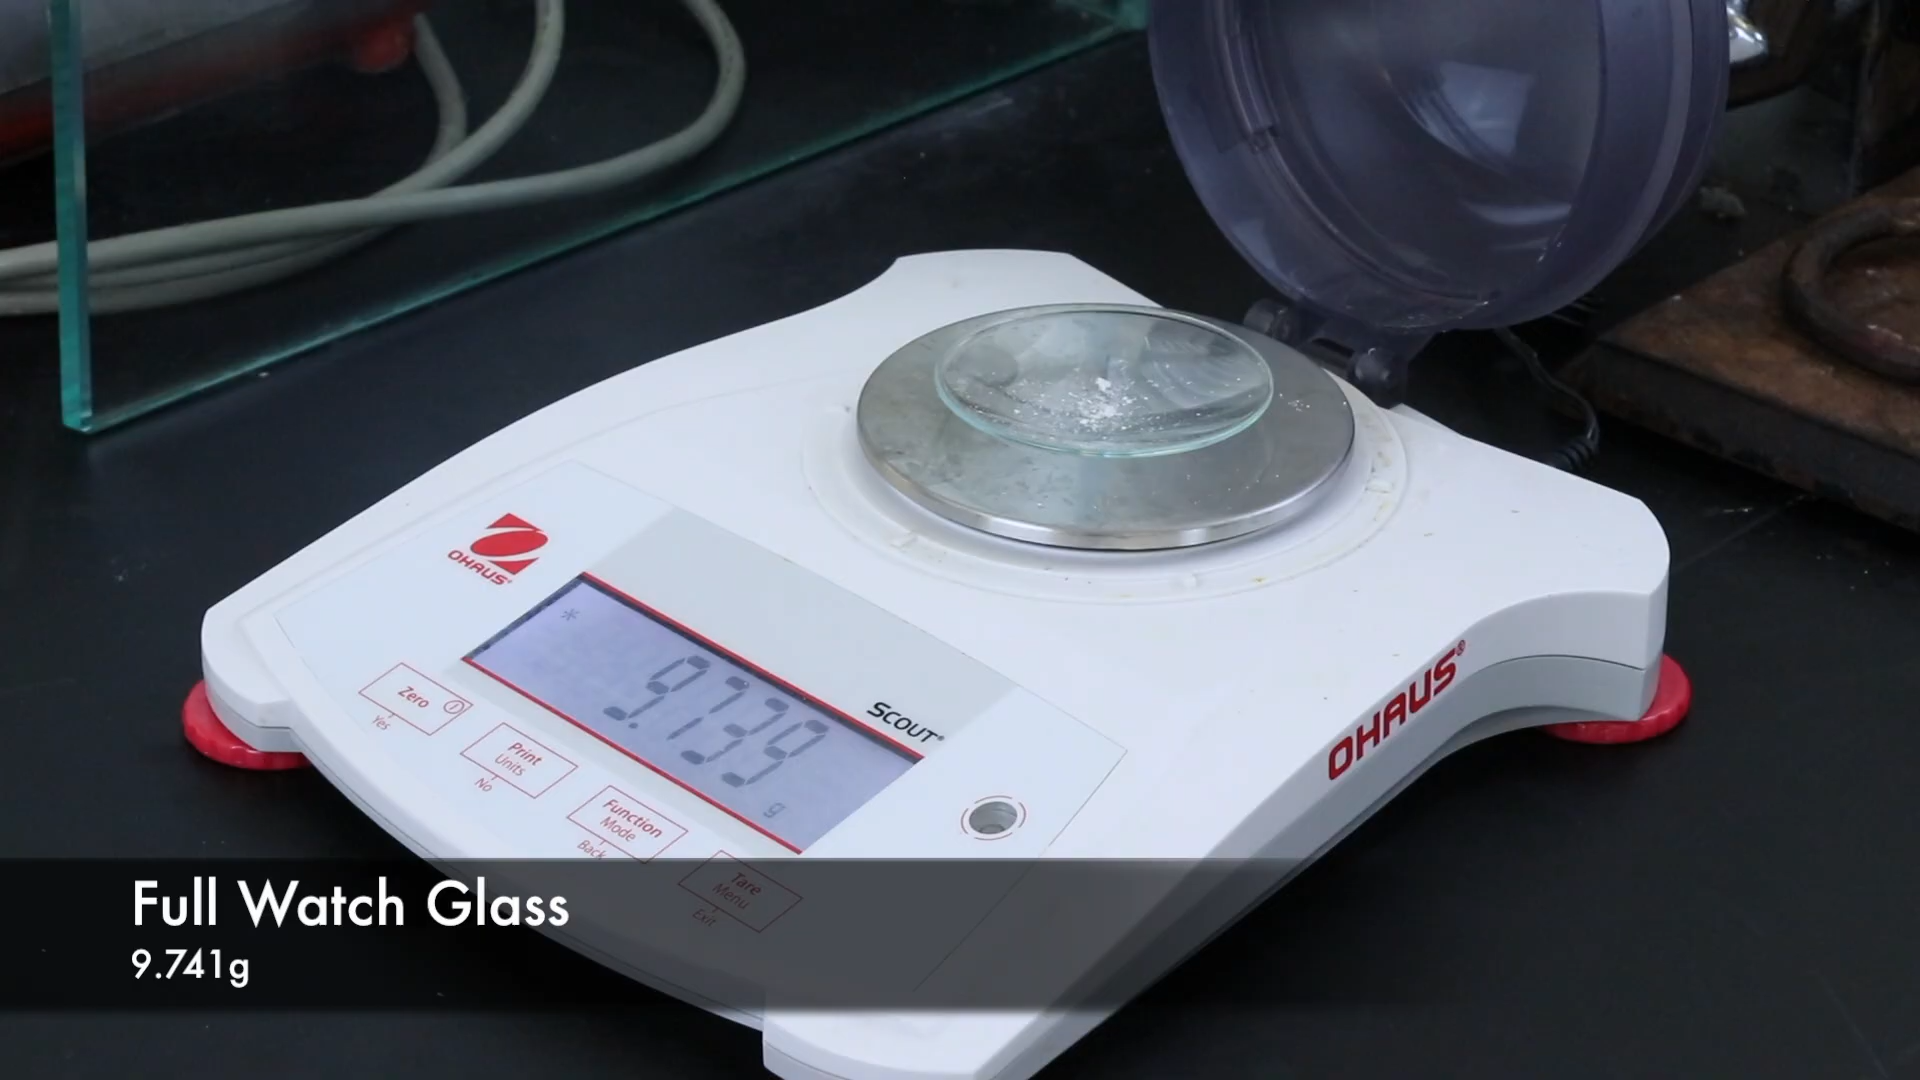 OHAUS®
9.739
g
SCOUT®
Zero
Yes
Print
Units
No
Function
Mode
Back
Tare
Menu
Exit
OHAUS®
Full Watch Glass
9.741g